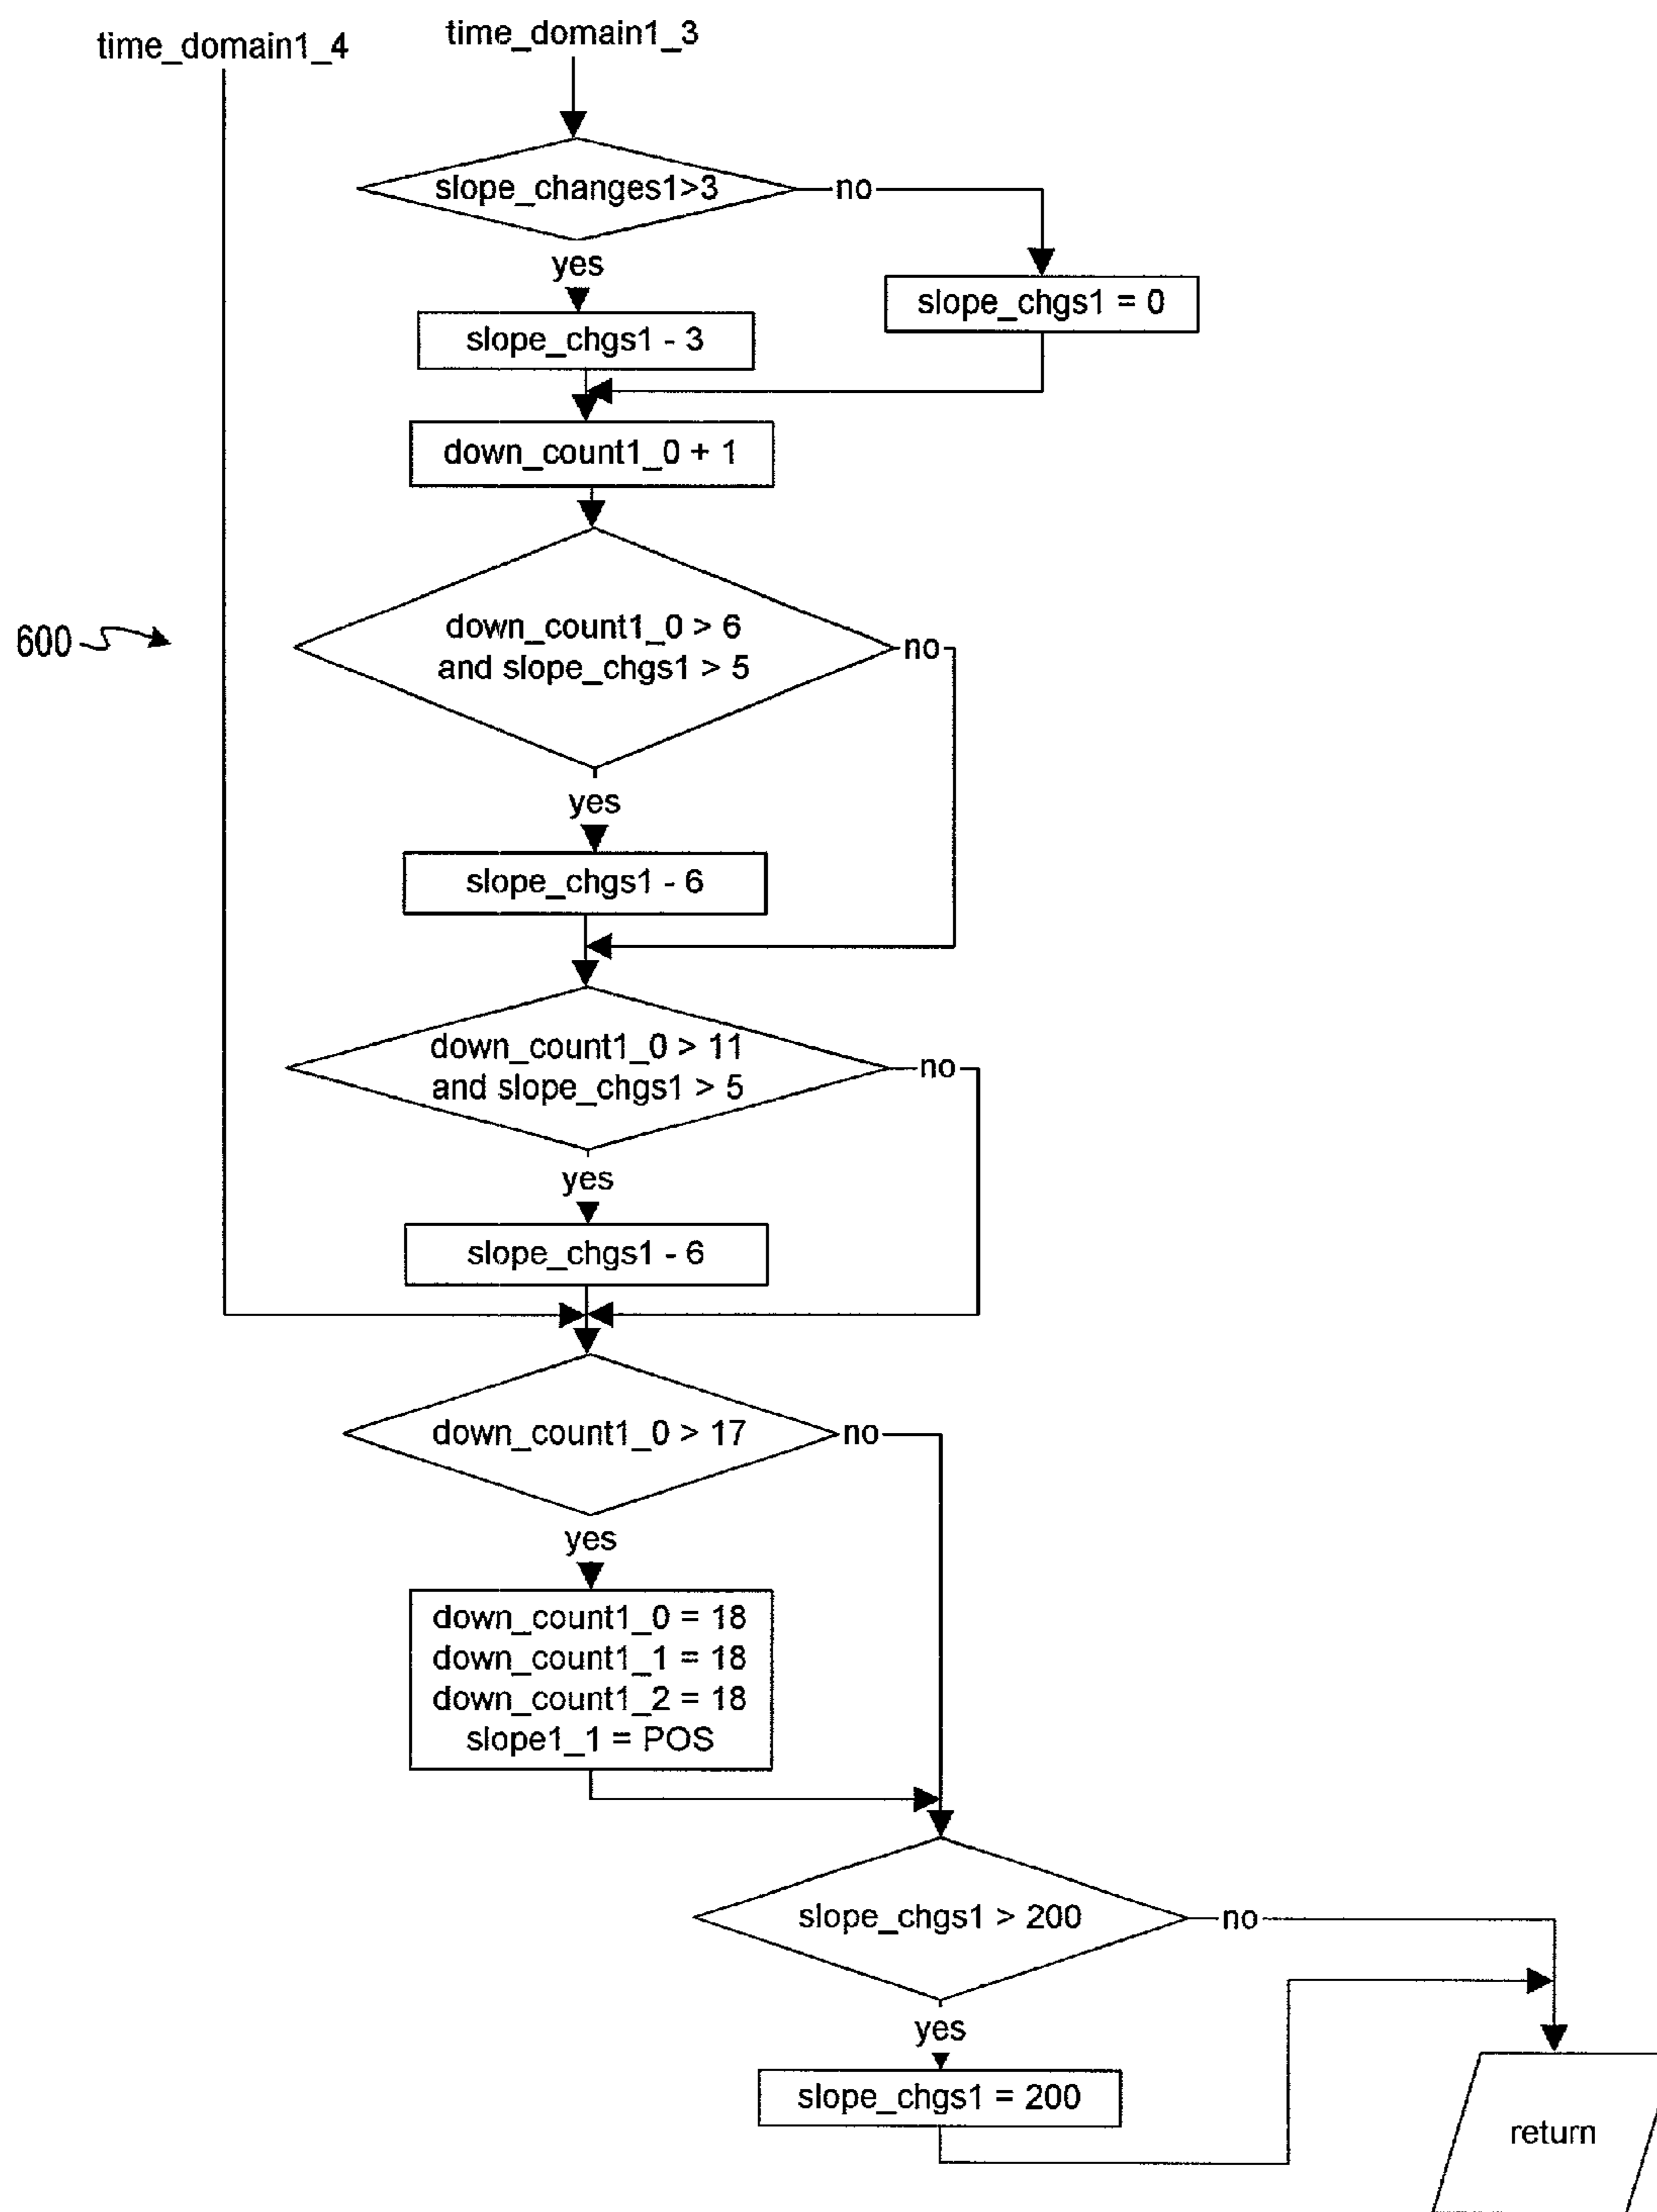 time_domain1_4
time_domain1_3
slope_changes1>3
no
yes
slope_chgs1 = 0
slope_chgs1 - 3
down_count1_0 + 1
600
down_count1_0 > 6
and slope_chgs1 > 5
no
yes
slope_chgs1 - 6
down_count1_0 > 11
and slope_chgs1 > 5
no
yes
slope_chgs1 - 6
down_count1_0 > 17
no
yes
down_count1_0 = 18
down_count1_1 = 18
down_count1_2 = 18
slope1_1 = POS
slope_chgs1 > 200
no
yes
slope_chgs1 = 200
return